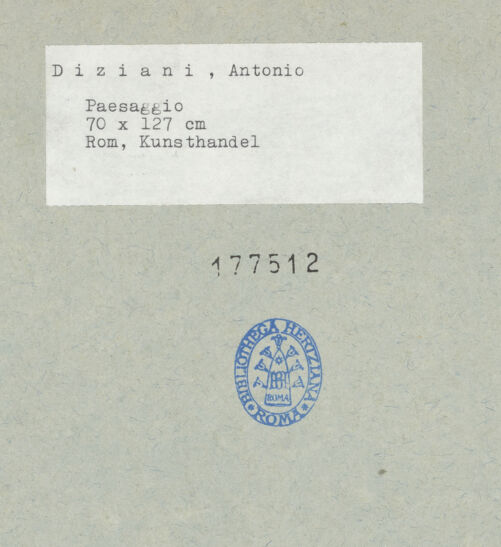 D i z i a n i , Antonio
Paesaggio
70 x 127 cm
Rom, Kunsthandel
177512
BIBLIOTHECA HERTZIANA
ROMA
ROMA